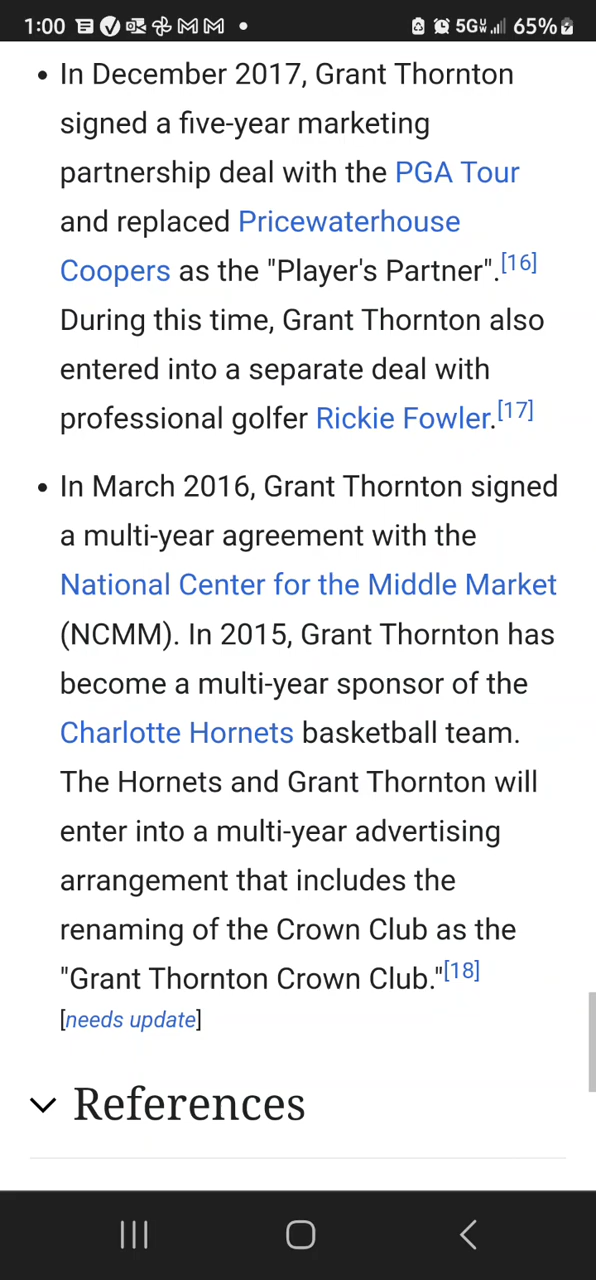 1:00 5G 65%
• In December 2017, Grant Thornton
signed a five-year marketing
partnership deal with the PGA Tour
and replaced Pricewaterhouse
Coopers as the "Player's Partner".[16]
During this time, Grant Thornton also
entered into a separate deal with
professional golfer Rickie Fowler.[17]
• In March 2016, Grant Thornton signed
a multi-year agreement with the
National Center for the Middle Market
(NCMM). In 2015, Grant Thornton has
become a multi-year sponsor of the
Charlotte Hornets basketball team.
The Hornets and Grant Thornton will
enter into a multi-year advertising
arrangement that includes the
renaming of the Crown Club as the
"Grant Thornton Crown Club."[18]
[needs update]
References